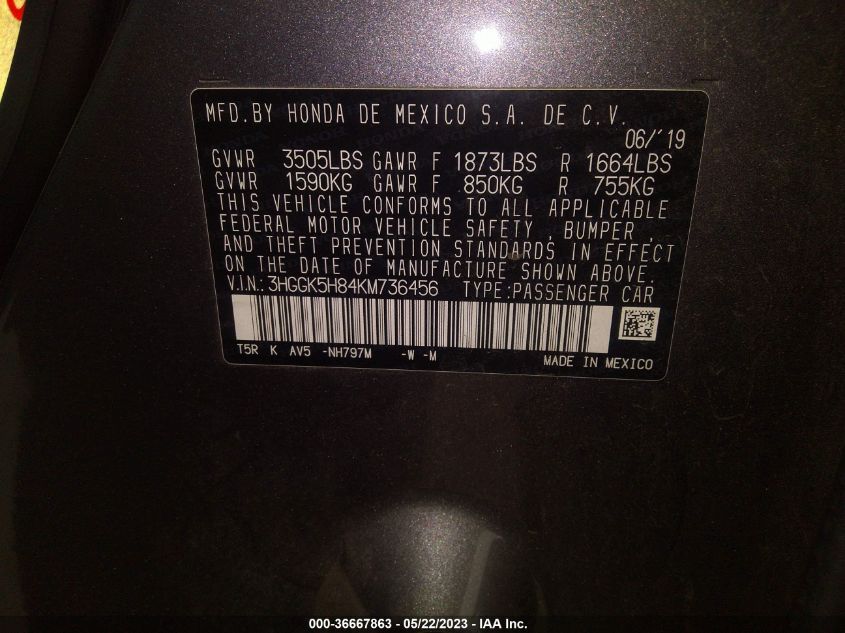 MFD.BY HONDA DE MEXICO S.A. DE C.V.
06/'19
GVWR 3505LBS GAWR F 1873LBS R 1664LBS
GVWR 1590KG GAWR F 850KG R 755KG
THIS VEHICLE CONFORMS TO ALL APPLICABLE
FEDERAL MOTOR VEHICLE SAFETY, BUMPER,
AND THEFT PREVENTION STANDARDS IN EFFECT
ON THE DATE OF MANUFACTURE SHOWN ABOVE.
V.I.N.: 3HGGK5H84KM736456 TYPE:PASSENGER CAR
T5R K AV5 -NH797M -W -M
MADE IN MEXICO
000-36667863 - 05/22/2023 - IAA Inc.